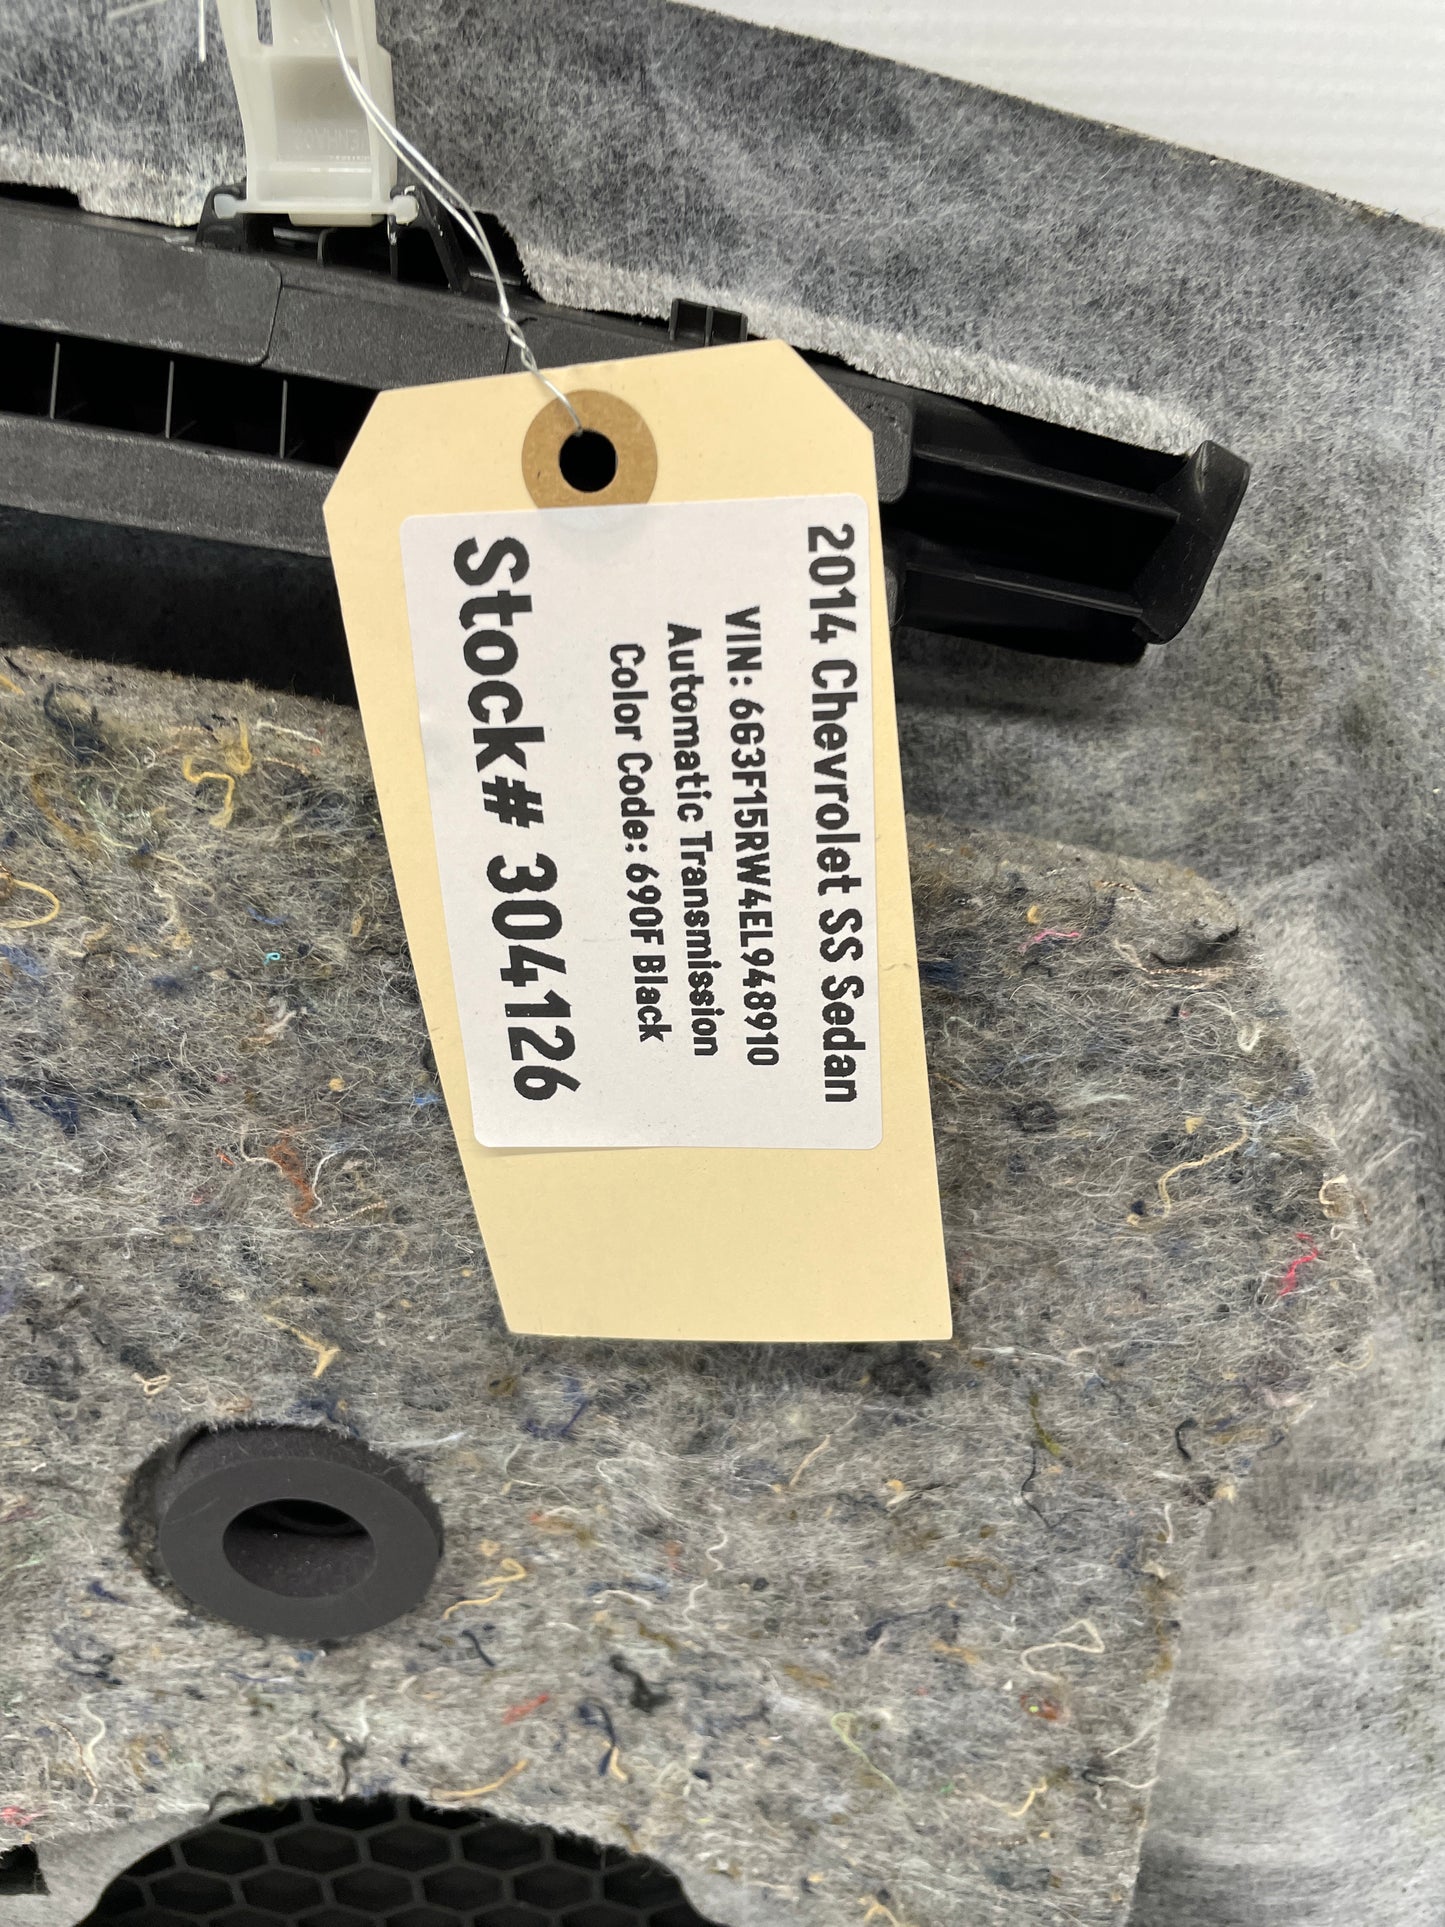 2014 Chevrolet SS Sedan
VIN: 6G3F15RW4EL948910
Automatic Transmission
Color Code: 690F Black
Stock# 304126